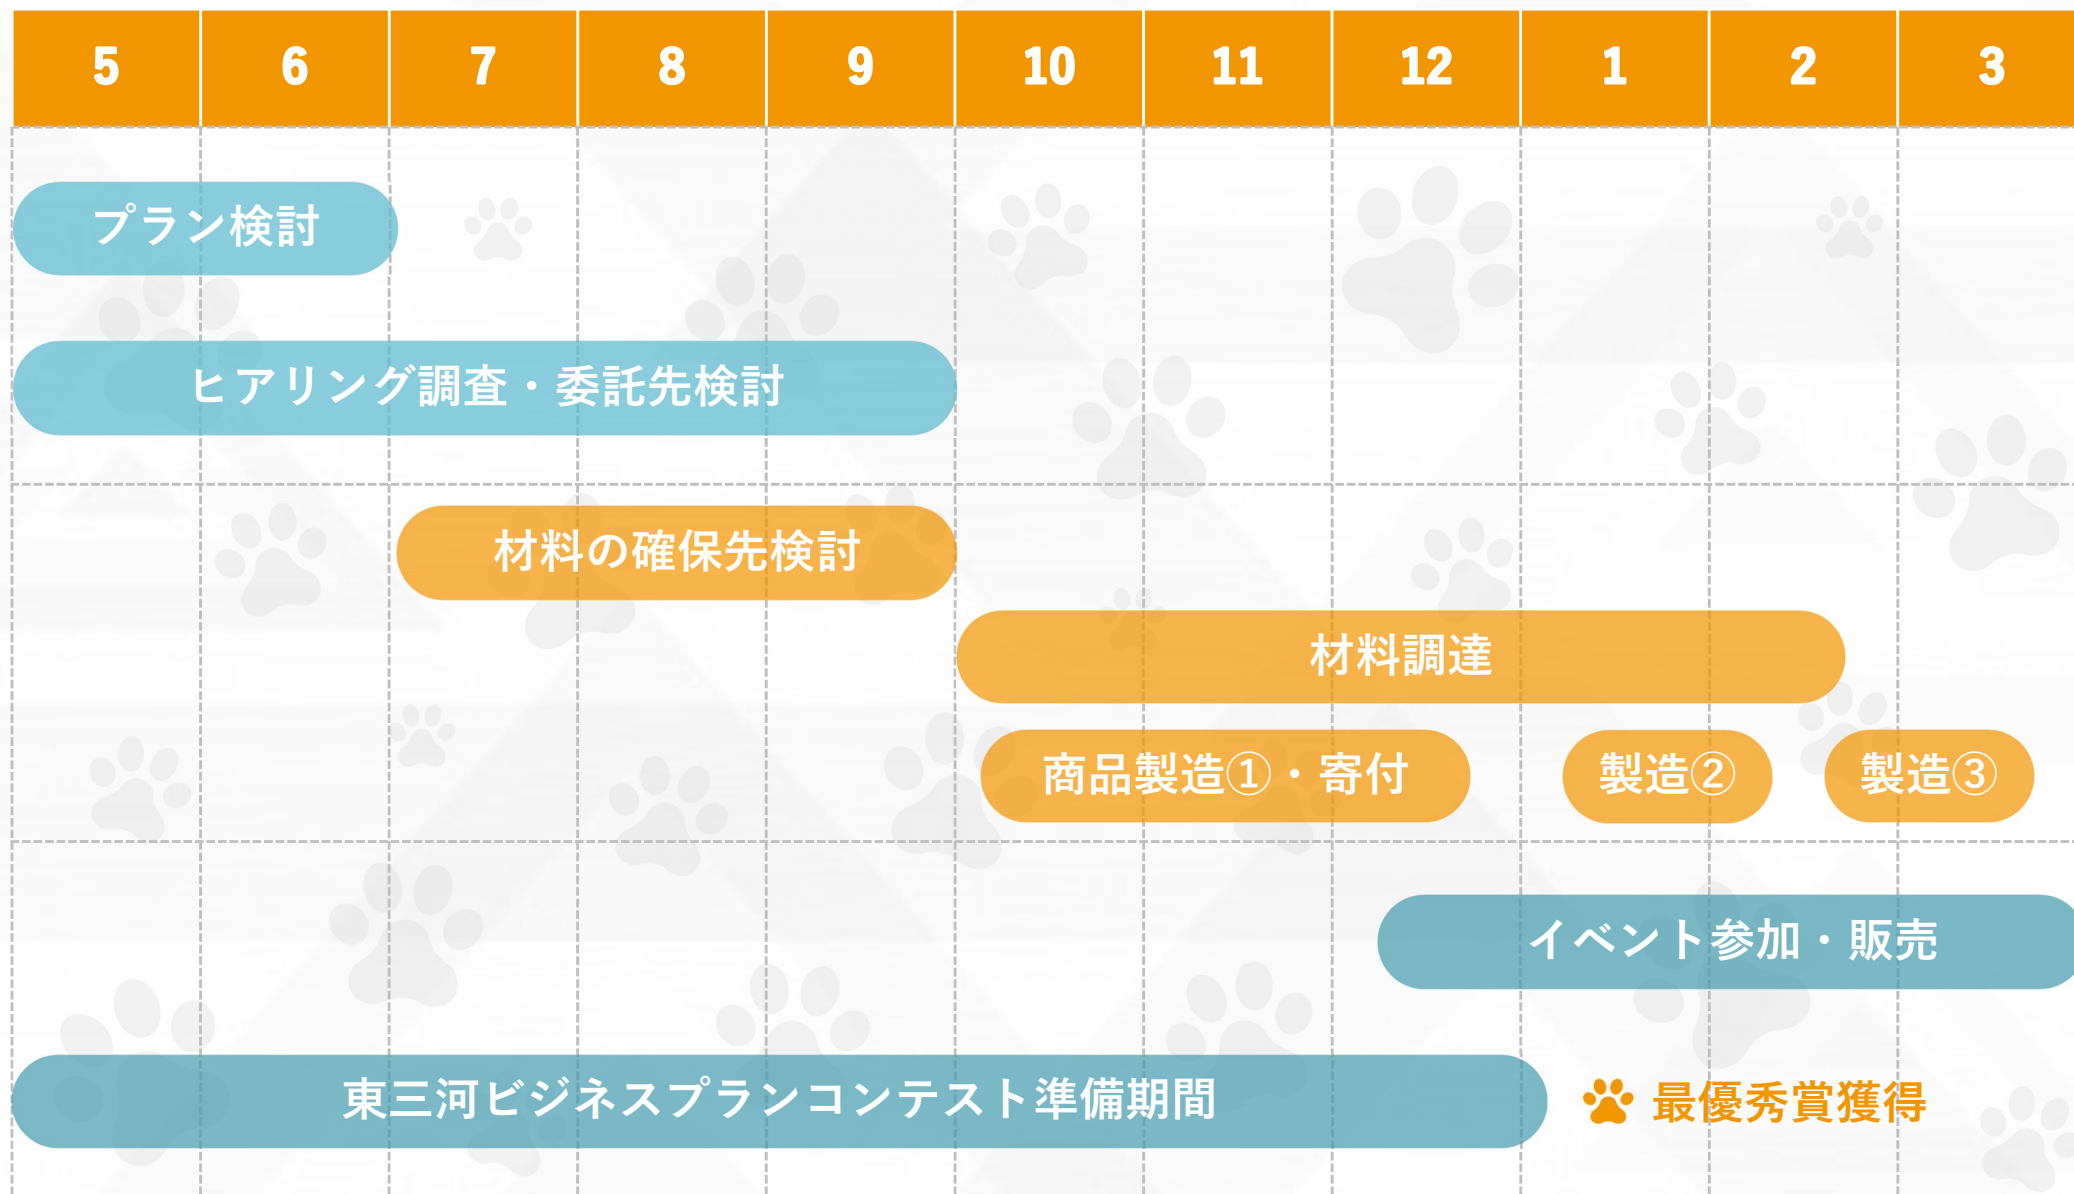 5 6 7 8 9 10 11 12 1 2 3
プラン検討
ヒアリング調査・委託先検討
材料の確保先検討
材料調達
商品製造①・寄付 製造② 製造③
イベント参加・販売
東三河ビジネスプランコンテスト準備期間 最優秀賞獲得